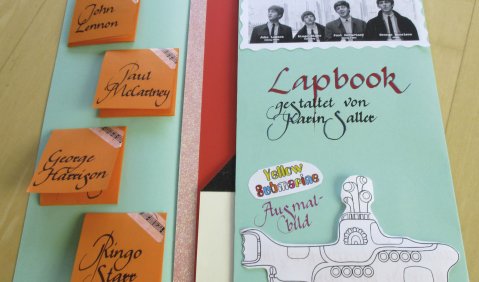 John
Lennon
Paul
McCartney
George
Harrison
Ringo
Starr
Lapbook
gestaltet von
Karin Saller
Yellow
Submarine
Ausmal-
bild